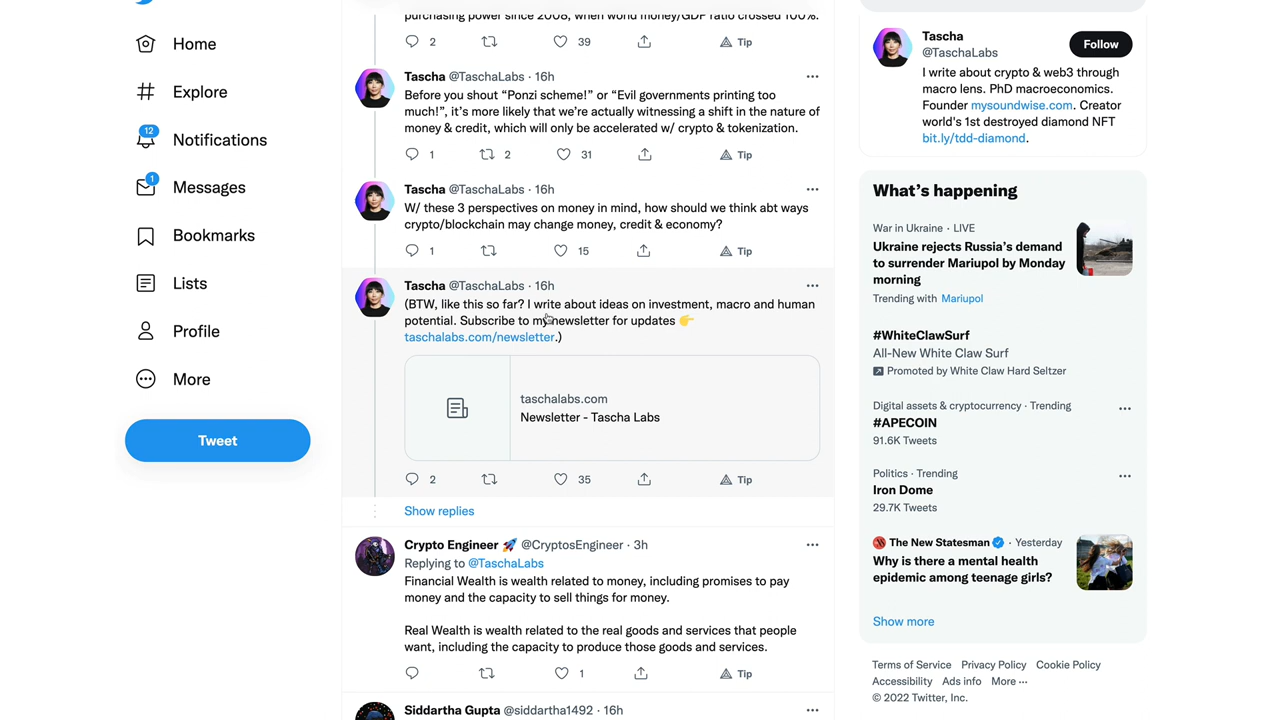 Home
Explore
12
Notifications
1
Messages
Bookmarks
Lists
Profile
More
Tweet
purchasing power since 2008, when world money/GDP ratio crossed 100%.
2 39 Tip
Tascha @TaschaLabs · 16h
Before you shout “Ponzi scheme!” or “Evil governments printing too
much!”, it’s more likely that we’re actually witnessing a shift in the nature of
money & credit, which will only be accelerated w/ crypto & tokenization.
1 2 31 Tip
Tascha @TaschaLabs · 16h
W/ these 3 perspectives on money in mind, how should we think abt ways
crypto/blockchain may change money, credit & economy?
1 15 Tip
Tascha @TaschaLabs · 16h
(BTW, like this so far? I write about ideas on investment, macro and human
potential. Subscribe to my newsletter for updates 👉
taschalabs.com/newsletter.)
taschalabs.com
Newsletter - Tascha Labs
2 35 Tip
Show replies
Crypto Engineer 🚀 @CryptosEngineer · 3h
Replying to @TaschaLabs
Financial Wealth is wealth related to money, including promises to pay
money and the capacity to sell things for money.
Real Wealth is wealth related to the real goods and services that people
want, including the capacity to produce those goods and services.
1 Tip
Siddartha Gupta @siddartha1492 · 16h
Tascha
@TaschaLabs
Follow
I write about crypto & web3 through
macro lens. PhD macroeconomics.
Founder mysoundwise.com. Creator
world's 1st destroyed diamond NFT
bit.ly/tdd-diamond.
What’s happening
War in Ukraine · LIVE
Ukraine rejects Russia’s demand
to surrender Mariupol by Monday
morning
Trending with Mariupol
#WhiteClawSurf
All-New White Claw Surf
Promoted by White Claw Hard Seltzer
Digital assets & cryptocurrency · Trending
#APECOIN
91.6K Tweets
Politics · Trending
Iron Dome
29.7K Tweets
The New Statesman · Yesterday
Why is there a mental health
epidemic among teenage girls?
Show more
Terms of Service Privacy Policy Cookie Policy
Accessibility Ads info More ···
© 2022 Twitter, Inc.